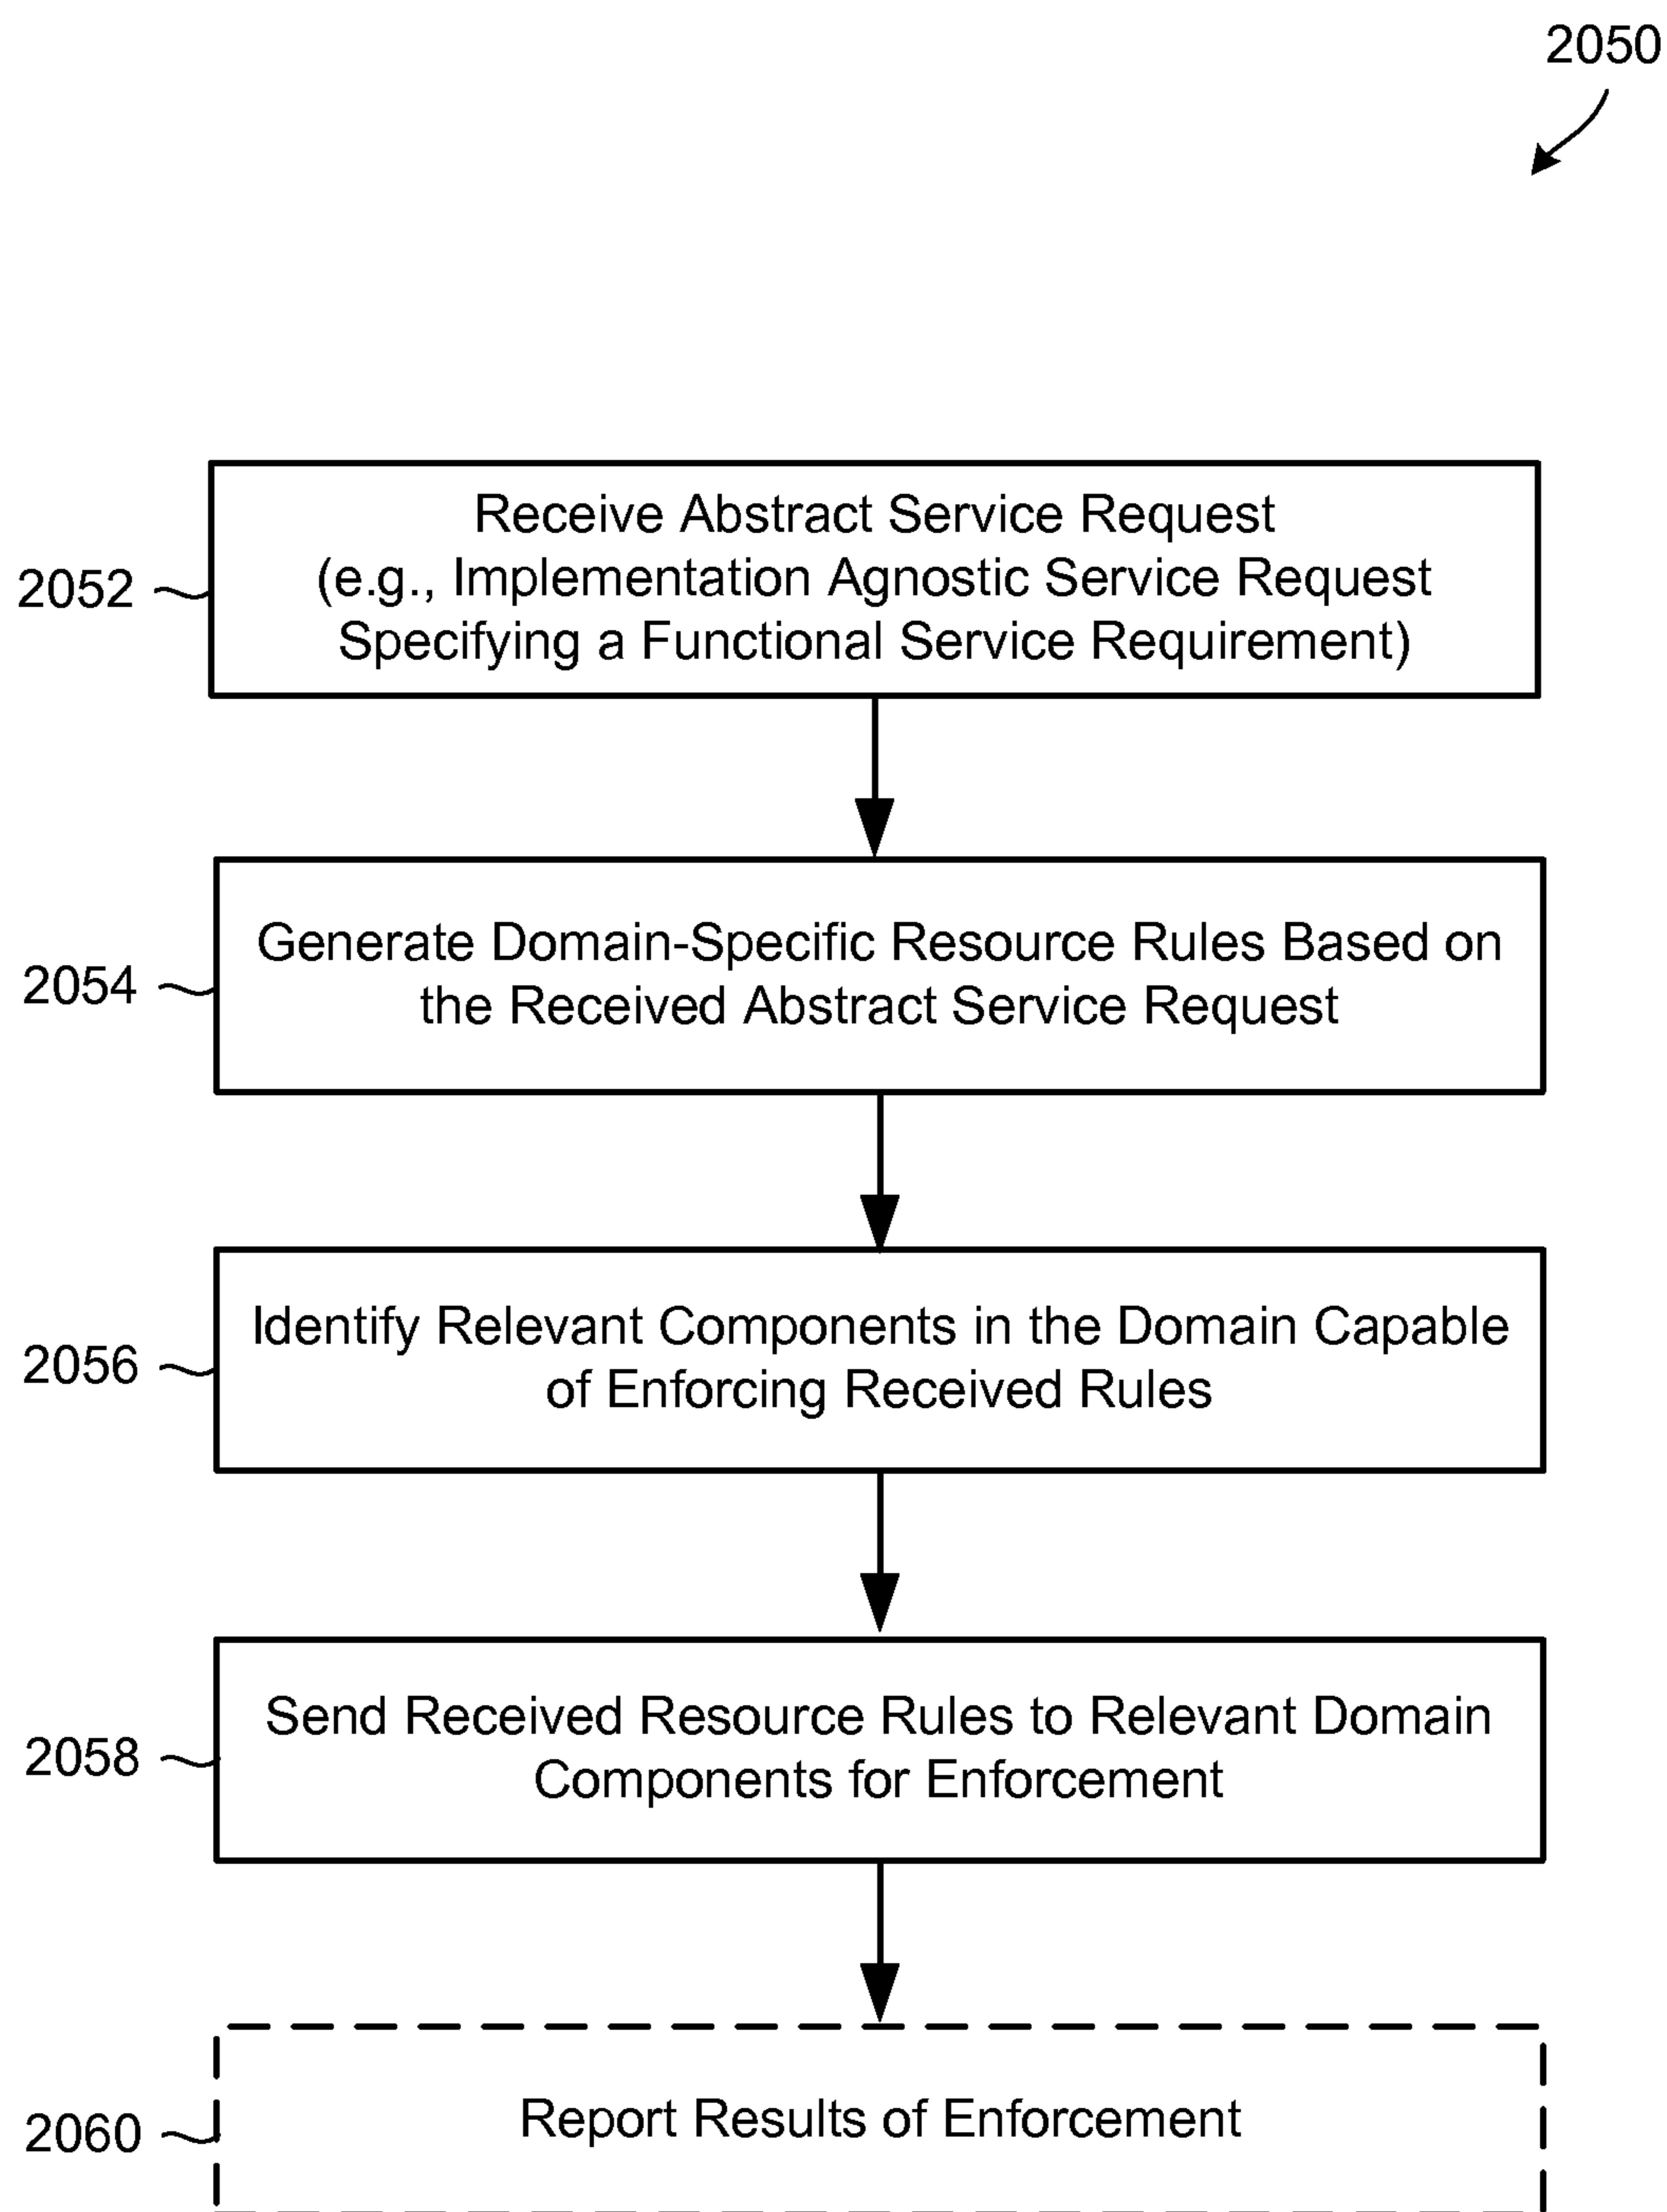 2050
Receive Abstract Service Request
(e.g., Implementation Agnostic Service Request
Specifying a Functional Service Requirement)
2052
Generate Domain-Specific Resource Rules Based on
the Received Abstract Service Request
2054
Identify Relevant Components in the Domain Capable
of Enforcing Received Rules
2056
Send Received Resource Rules to Relevant Domain
Components for Enforcement
2058
Report Results of Enforcement
2060